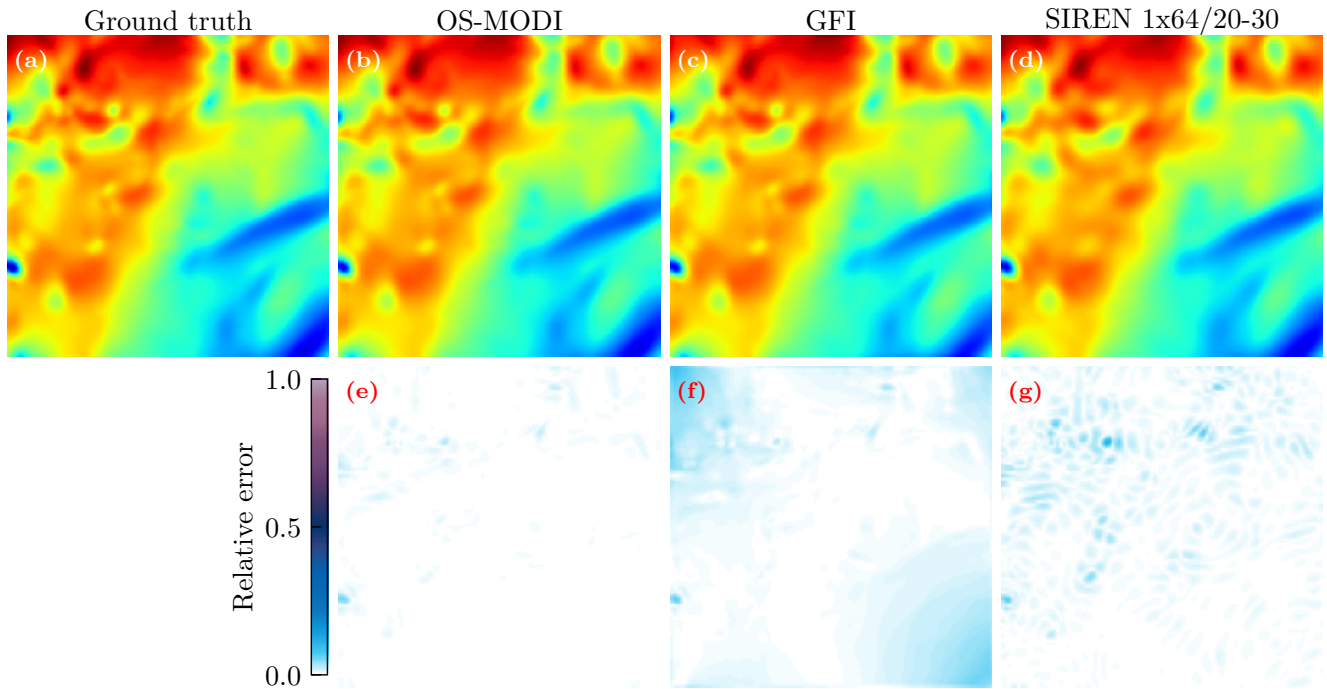 Ground truth
OS-MODI
GFI
SIREN 1x64/20-30
(a)
(b)
(c)
(d)
(e)
(f)
(g)
1.0
0.5
0.0
Relative error